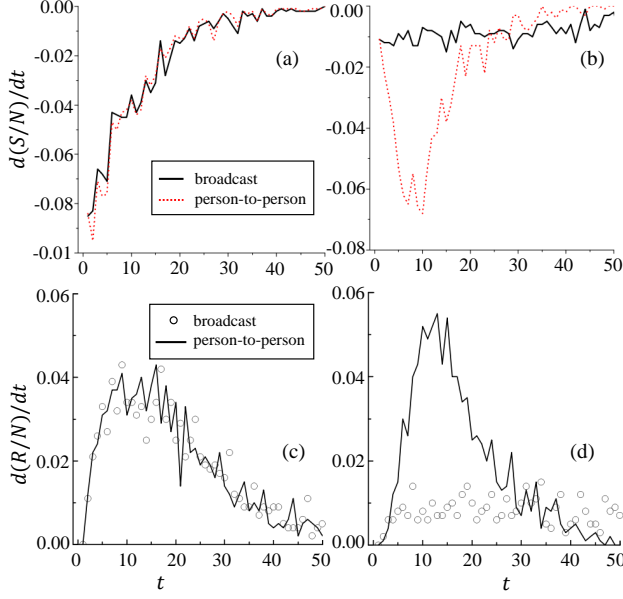 0.00
-0.02
-0.04
-0.06
-0.08
-0.01
d(S/N)/dt
(a)
broadcast
person-to-person
0 10 20 30 40 50
0.00
-0.02
-0.04
-0.06
-0.08
(b)
0 10 20 30 40 50
0.06
0.04
0.02
0.00
d(R/N)/dt
broadcast
person-to-person
(c)
0 10 20 30 40 50
t
0.06
0.04
0.02
0.00
(d)
0 10 20 30 40 50
t